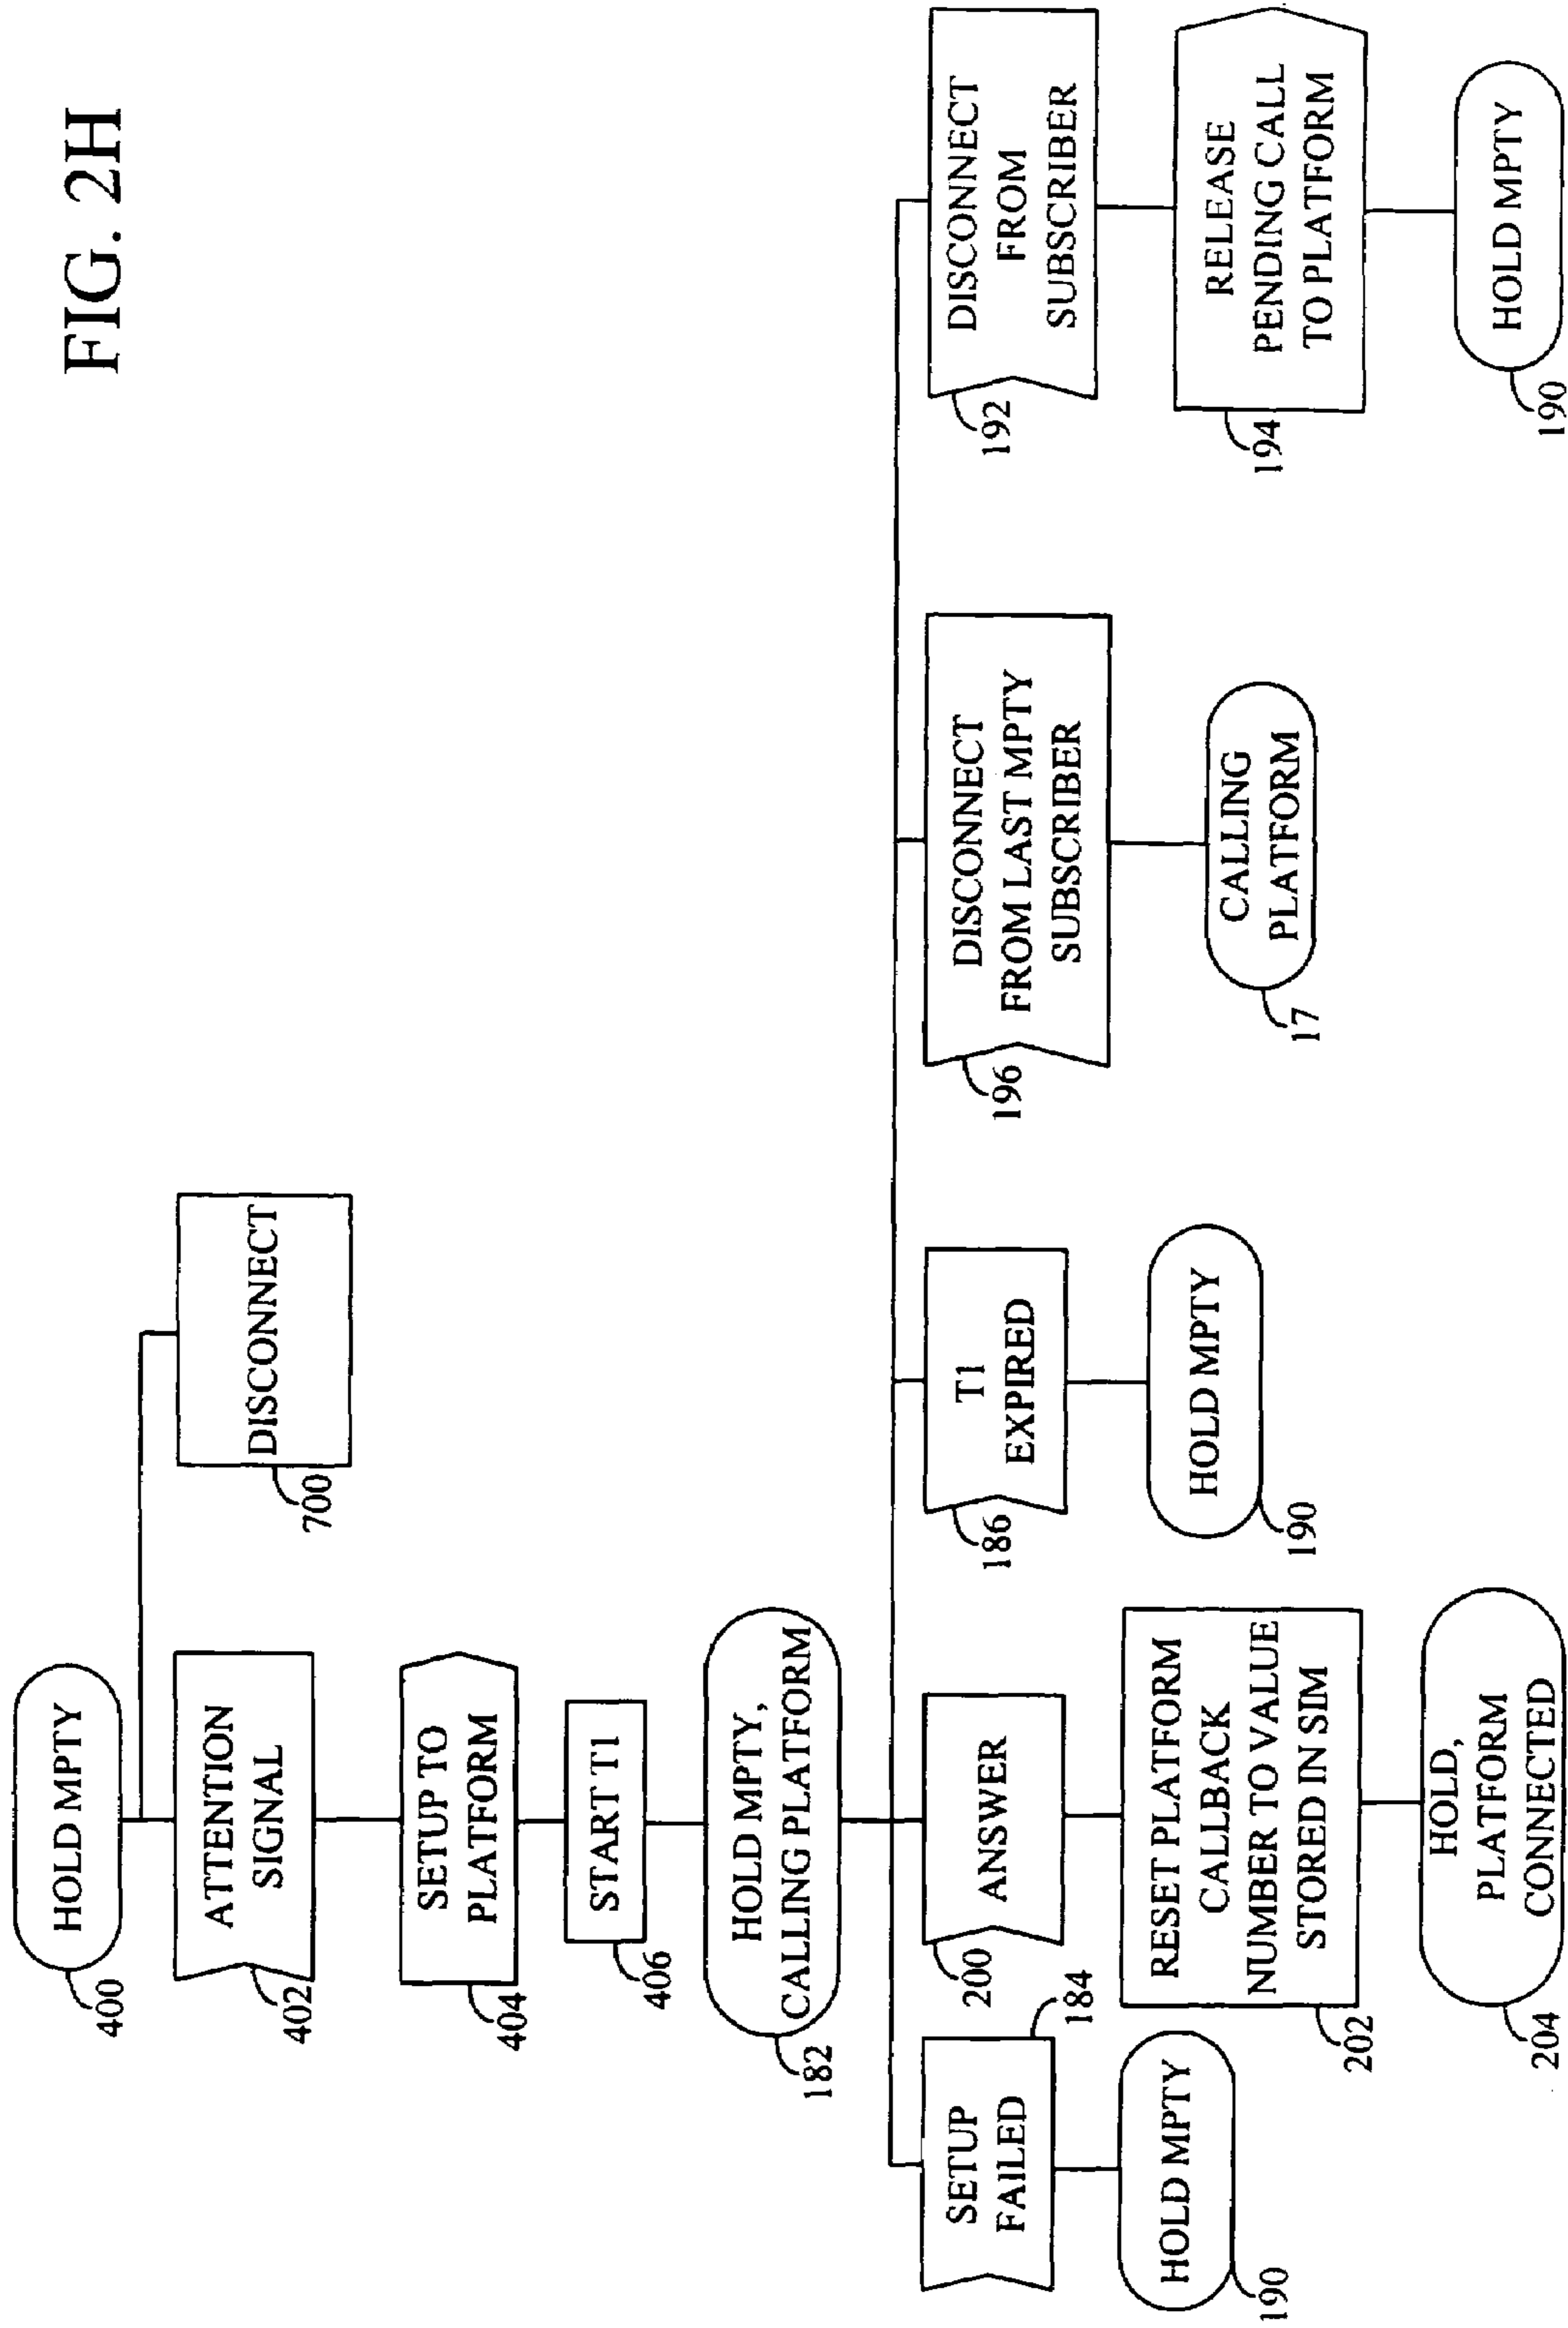 FIG. 2H
HOLD MPTY
400
ATTENTION
SIGNAL
402
DISCONNECT
700
SETUP TO
PLATFORM
404
START T1
406
HOLD MPTY,
CALLING PLATFORM
182
SETUP
FAILED
184
HOLD MPTY
190
ANSWER
200
RESET PLATFORM
CALLBACK
NUMBER TO VALUE
STORED IN SIM
202
HOLD,
PLATFORM
CONNECTED
204
T1
EXPIRED
186
HOLD MPTY
190
DISCONNECT
FROM LAST MPTY
SUBSCRIBER
196
CALLING
PLATFORM
17
DISCONNECT
FROM
SUBSCRIBER
192
RELEASE
PENDING CALL
TO PLATFORM
194
HOLD MPTY
190